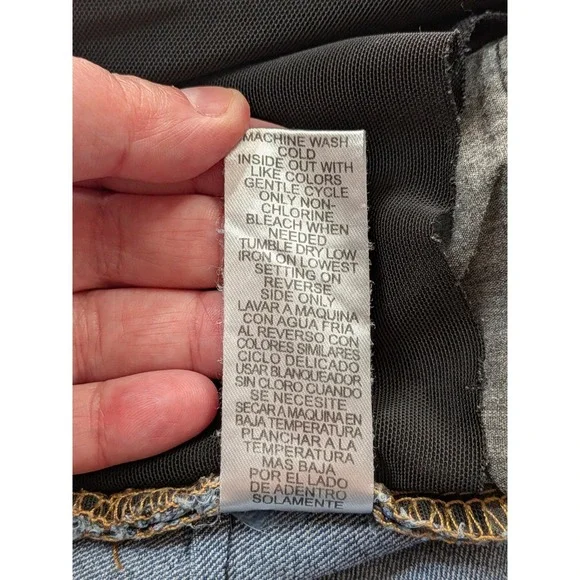 MACHINE WASH
COLD
INSIDE OUT WITH
LIKE COLORS
GENTLE CYCLE
ONLY NON-
CHLORINE
BLEACH WHEN
NEEDED
TUMBLE DRY LOW
IRON ON LOWEST
SETTING ON
REVERSE
SIDE ONLY
LAVAR A MAQUINA
CON AGUA FRIA
AL REVERSO CON
COLORES SIMILARES
CICLO DELICADO
USAR BLANQUEADOR
SIN CLORO CUANDO
SE NECESITE
SECAR A MAQUINA EN
BAJA TEMPERATURA
PLANCHAR A LA
TEMPERATURA
MAS BAJA
POR EL LADO
DE ADENTRO
SOLAMENTE